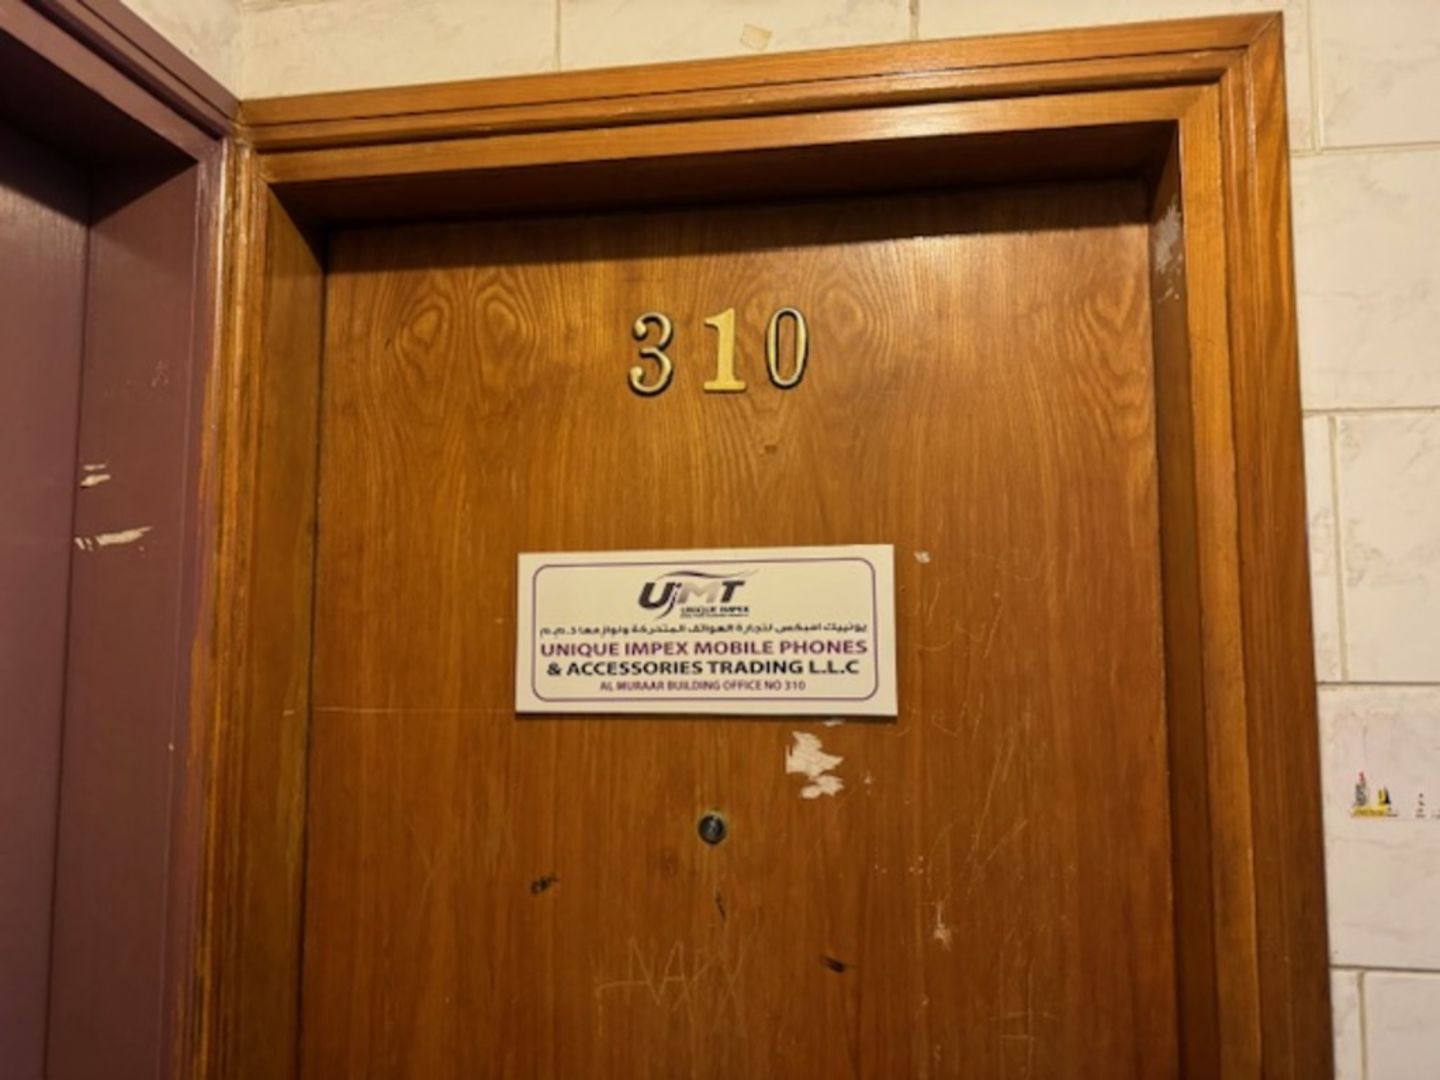 310
UMT
UNIQUE IMPEX
يونييك امبكس لتجارة الهواتف المتحركة ولوازمها ذ.م.م
UNIQUE IMPEX MOBILE PHONES
& ACCESSORIES TRADING L.L.C
AL MURAAR BUILDING OFFICE NO 310